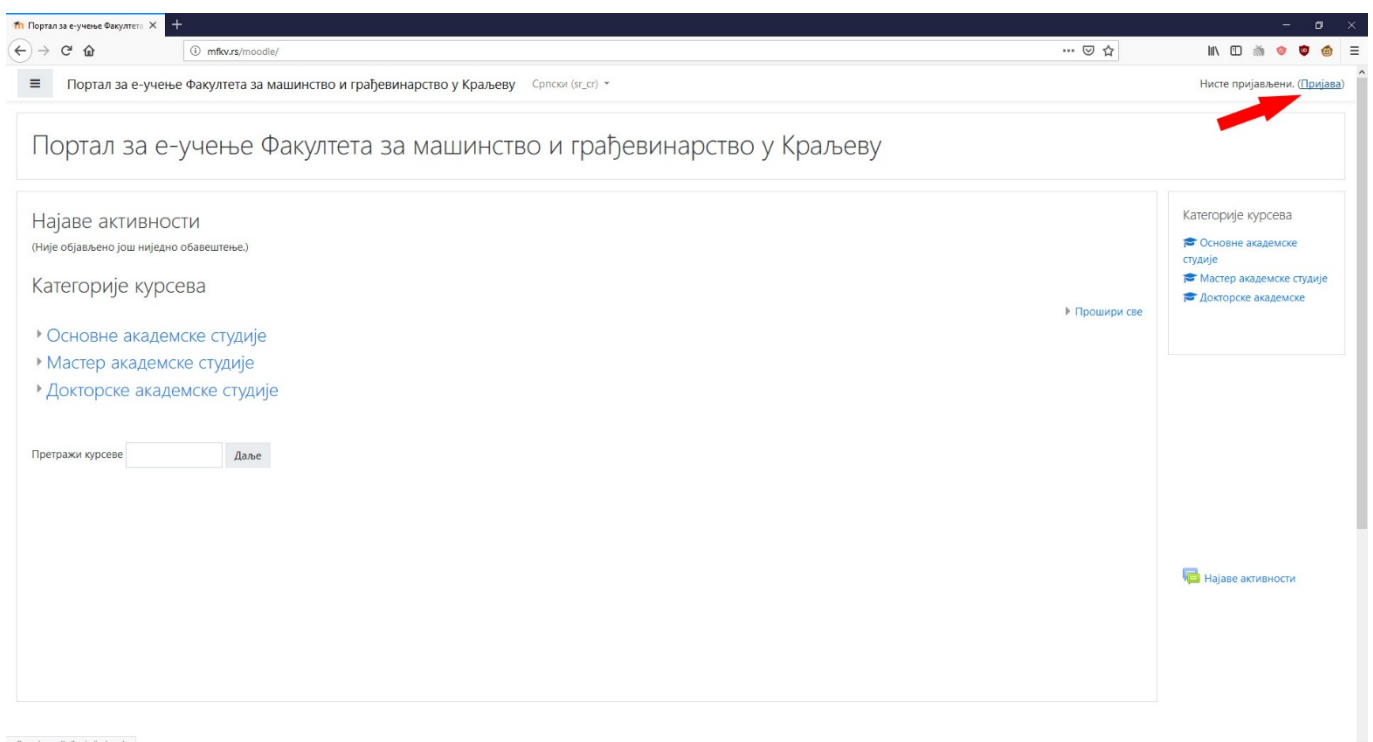 Портал за е-учење Факултета
mfkv.rs/moodle/
Портал за е-учење Факултета за машинство и грађевинарство у Краљеву
Српски (sr_cr)
Нисте пријављени. (Пријава)
Портал за е-учење Факултета за машинство и грађевинарство у Краљеву
Најаве активности
(Није објављено још ниједно обавештење.)
Категорије курсева
Прошири све
Основне академске студије
Мастер академске студије
Докторске академске студије
Претражи курсеве
Даље
Категорије курсева
Основне академске
студије
Мастер академске студије
Докторске академске
Најаве активности